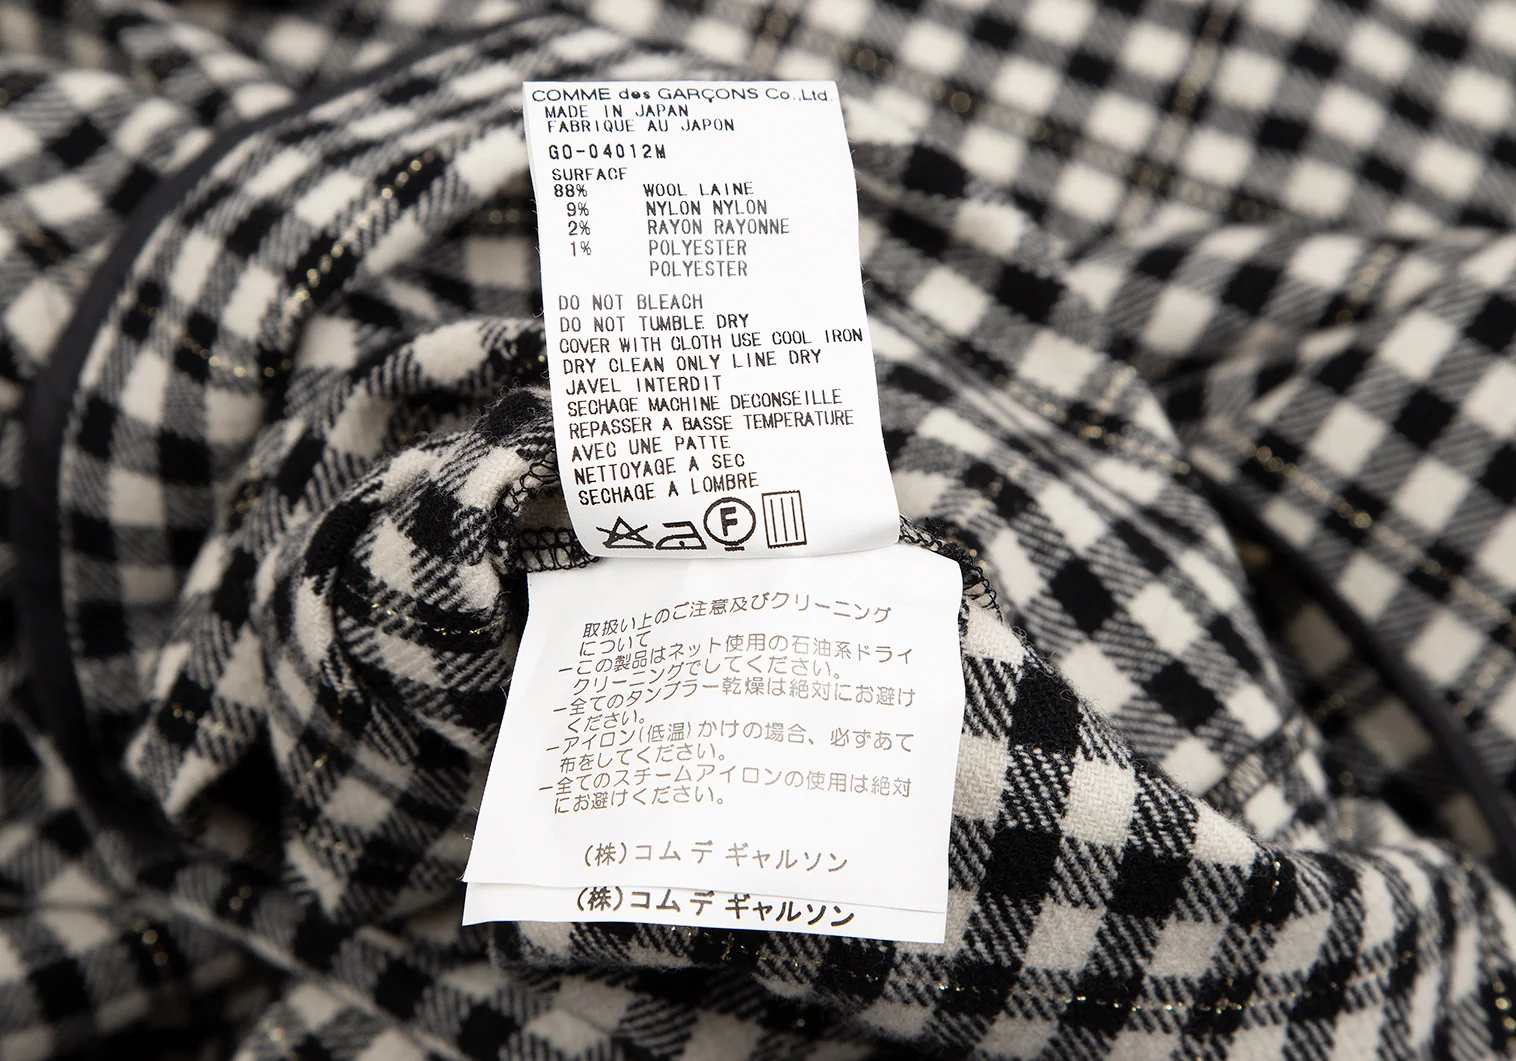 COMME des GARÇONS Co.,Ltd.
MADE IN JAPAN
FABRIQUE AU JAPON
GO-04012M
SURFACE
88% WOOL LAINE
9% NYLON NYLON
2% RAYON RAYONNE
1% POLYESTER
POLYESTER
DO NOT BLEACH
DO NOT TUMBLE DRY
COVER WITH CLOTH USE COOL IRON
DRY CLEAN ONLY LINE DRY
JAVEL INTERDIT
SECHAGE MACHINE DECONSEILLE
REPASSER A BASSE TEMPERATURE
AVEC UNE PATTE
NETTOYAGE A SEC
SECHAGE A LOMBRE
F
取扱い上のご注意及びクリーニング
について
ーこの製品はネット使用の石油系ドライ
クリーニングでしてください。
ー全てのタンブラー乾燥は絶対にお避け
ください。
ーアイロン(低温)かけの場合、必ずあて
布をしてください。
ー全てのスチームアイロンの使用は絶対
にお避けください。
(株)コム デ ギャルソン
(株)コム デ ギャルソン